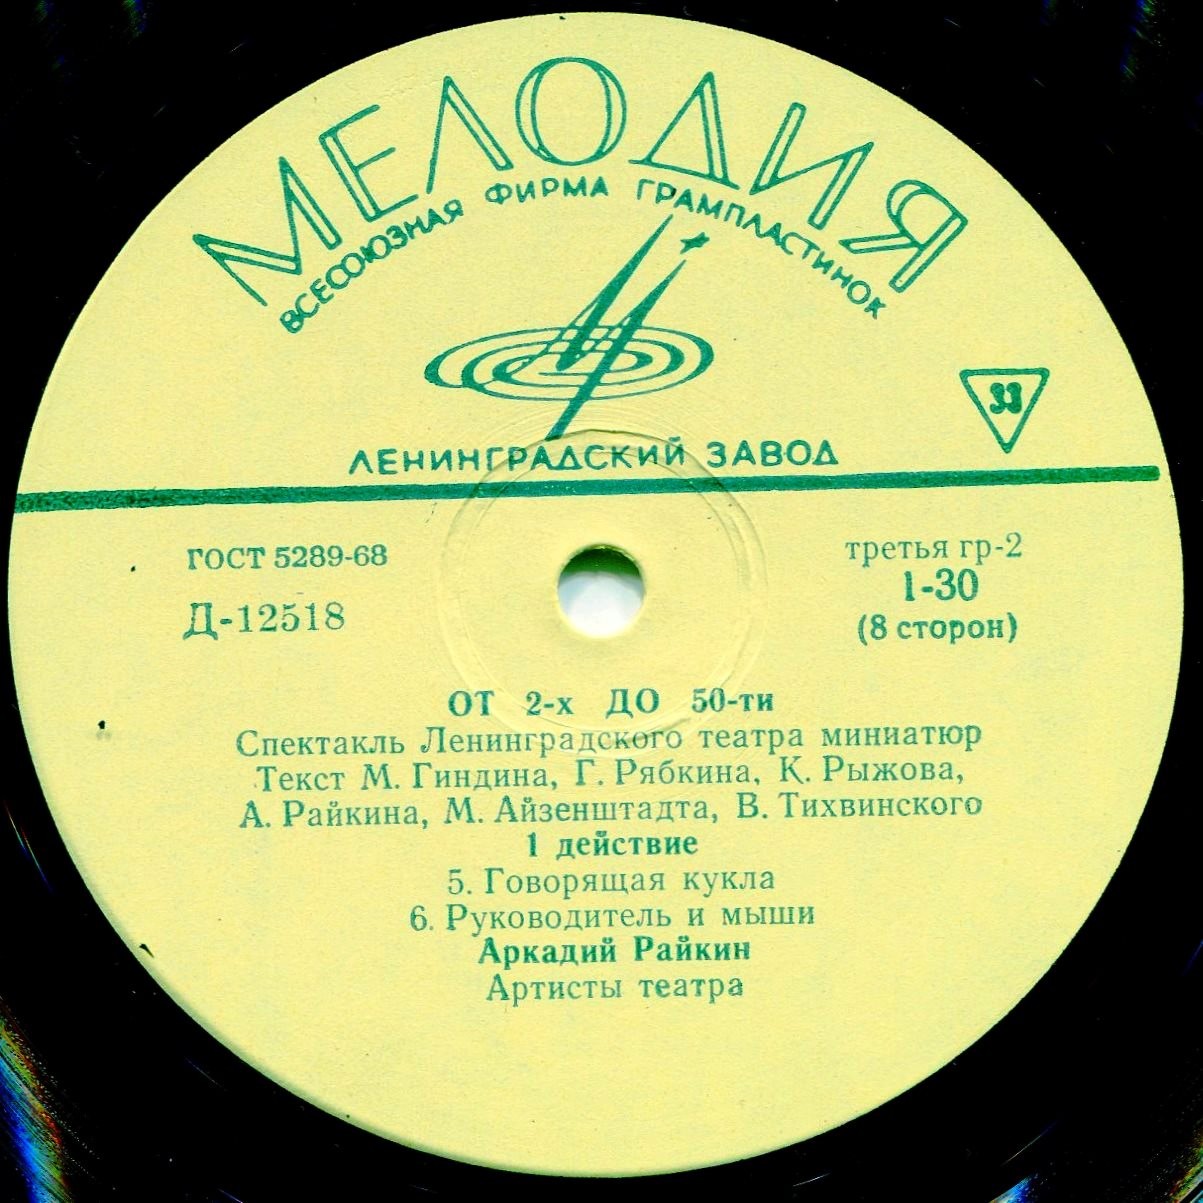 МЕЛОДИЯ
ВСЕСОЮЗНАЯ ФИРМА ГРАМПЛАСТИНОК
33
ЛЕНИНГРАДСКИЙ ЗАВОД
ГОСТ 5289-68
третья гр-2
Д-12518
1-30
(8 сторон)
ОТ 2-х ДО 50-ти
Спектакль Ленинградского театра миниатюр
Текст М. Гиндина, Г. Рябкина, К. Рыжова,
А. Райкина, М. Айзенштадта, В. Тихвинского
1 действие
5. Говорящая кукла
6. Руководитель и мыши
Аркадий Райкин
Артисты театра